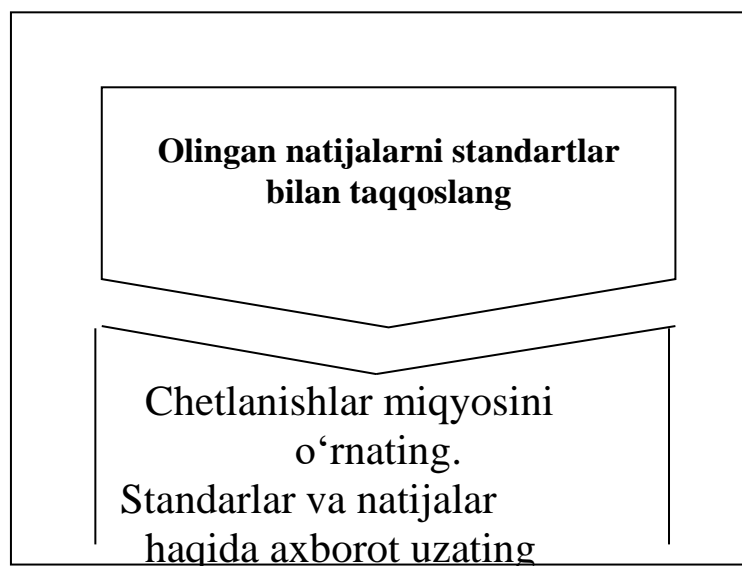 Olingan natijalarni standartlar
bilan taqqoslang
Chetlanishlar miqyosini
o‘rnating.
Standarlar va natijalar
haqida axborot uzating